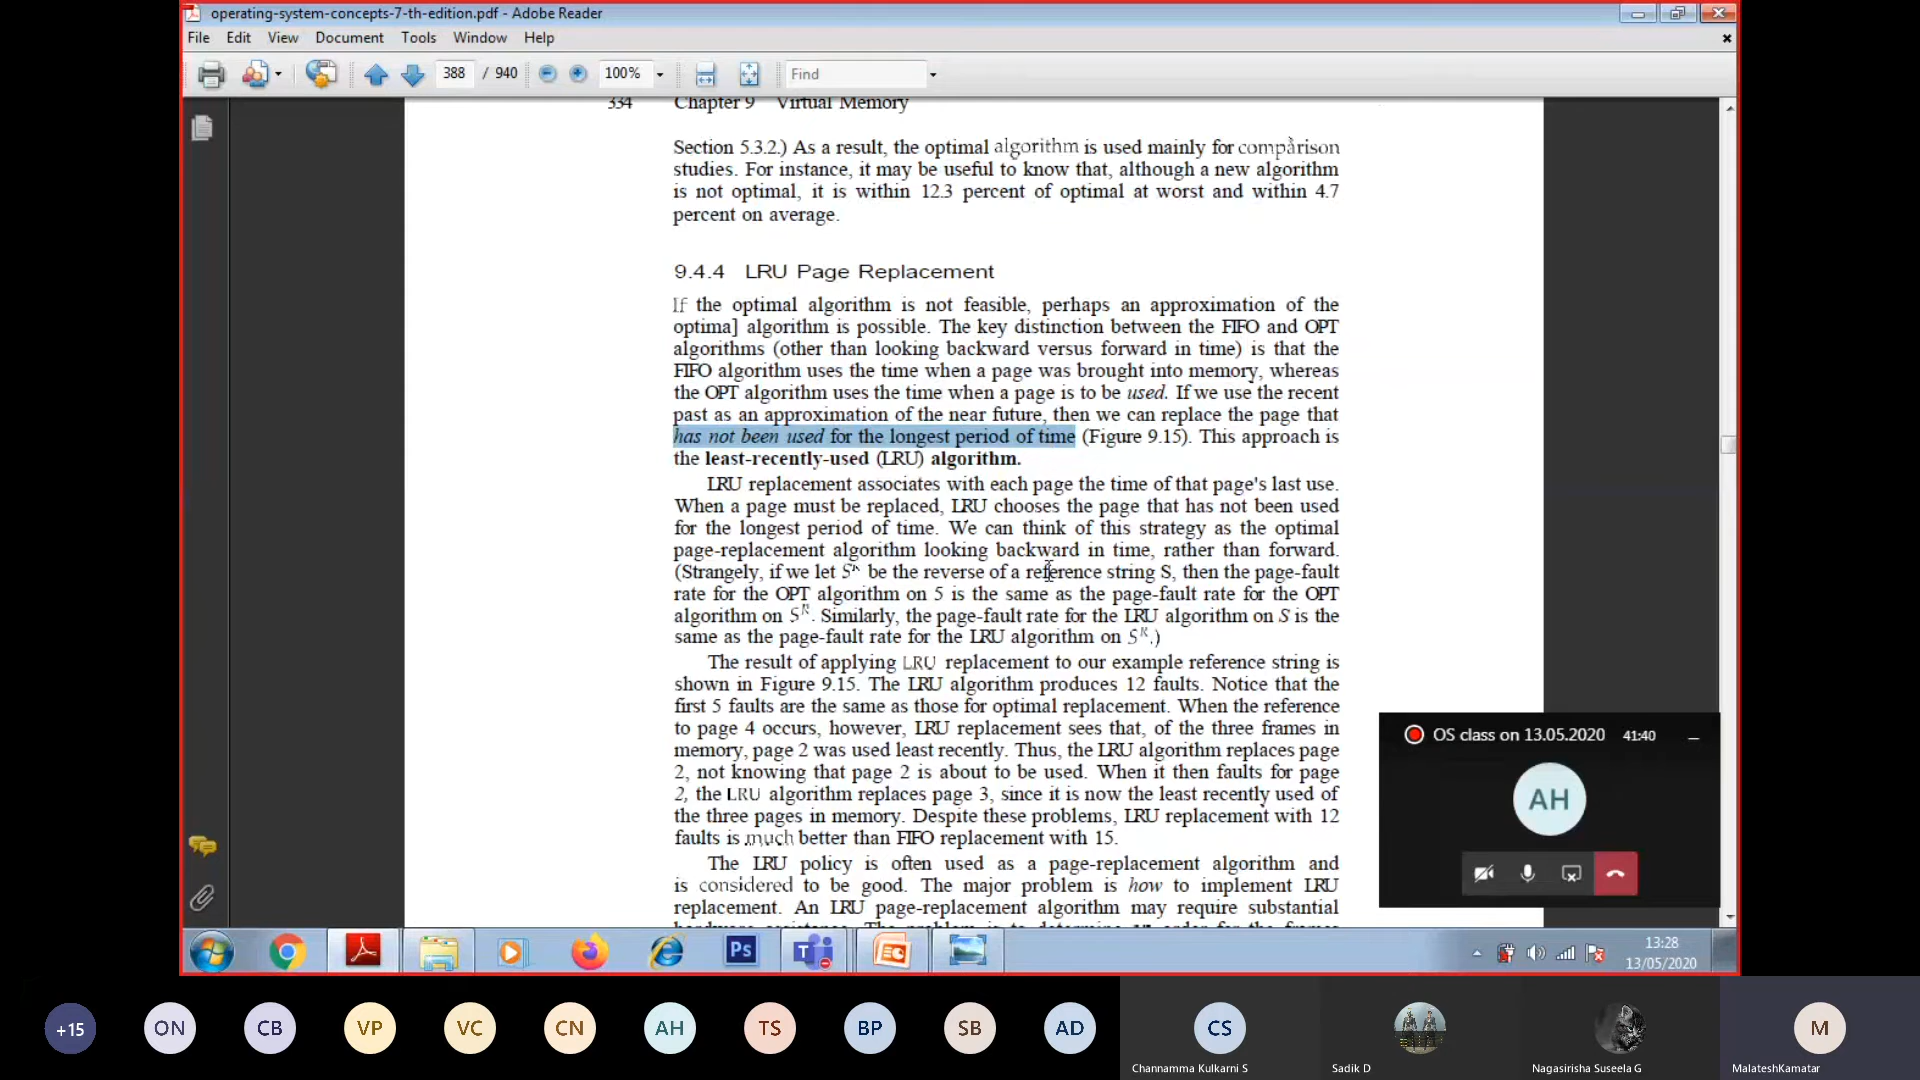 operating-system-concepts-7-th-edition.pdf - Adobe Reader
File Edit View Document Tools Window Help
388 / 940 100% Find
334 Chapter 9 Virtual Memory
Section 5.3.2.) As a result, the optimal algorithm is used mainly for comparison
studies. For instance, it may be useful to know that, although a new algorithm
is not optimal, it is within 12.3 percent of optimal at worst and within 4.7
percent on average.
9.4.4 LRU Page Replacement
If the optimal algorithm is not feasible, perhaps an approximation of the
optima] algorithm is possible. The key distinction between the FIFO and OPT
algorithms (other than looking backward versus forward in time) is that the
FIFO algorithm uses the time when a page was brought into memory, whereas
the OPT algorithm uses the time when a page is to be used. If we use the recent
past as an approximation of the near future, then we can replace the page that
has not been used for the longest period of time (Figure 9.15). This approach is
the least-recently-used (LRU) algorithm.
LRU replacement associates with each page the time of that page's last use.
When a page must be replaced, LRU chooses the page that has not been used
for the longest period of time. We can think of this strategy as the optimal
page-replacement algorithm looking backward in time, rather than forward.
(Strangely, if we let S^R be the reverse of a reference string S, then the page-fault
rate for the OPT algorithm on 5 is the same as the page-fault rate for the OPT
algorithm on S^R. Similarly, the page-fault rate for the LRU algorithm on S is the
same as the page-fault rate for the LRU algorithm on S^R.)
The result of applying LRU replacement to our example reference string is
shown in Figure 9.15. The LRU algorithm produces 12 faults. Notice that the
first 5 faults are the same as those for optimal replacement. When the reference
to page 4 occurs, however, LRU replacement sees that, of the three frames in
memory, page 2 was used least recently. Thus, the LRU algorithm replaces page
2, not knowing that page 2 is about to be used. When it then faults for page
2, the LRU algorithm replaces page 3, since it is now the least recently used of
the three pages in memory. Despite these problems, LRU replacement with 12
faults is much better than FIFO replacement with 15.
The LRU policy is often used as a page-replacement algorithm and
is considered to be good. The major problem is how to implement LRU
replacement. An LRU page-replacement algorithm may require substantial
OS class on 13.05.2020 41:40
AH
Ps
13:28
13/05/2020
+15 ON CB VP VC CN AH TS BP SB AD CS M
Channamma Kulkarni S Sadik D Nagasirisha Suseela G MalateshKamatar